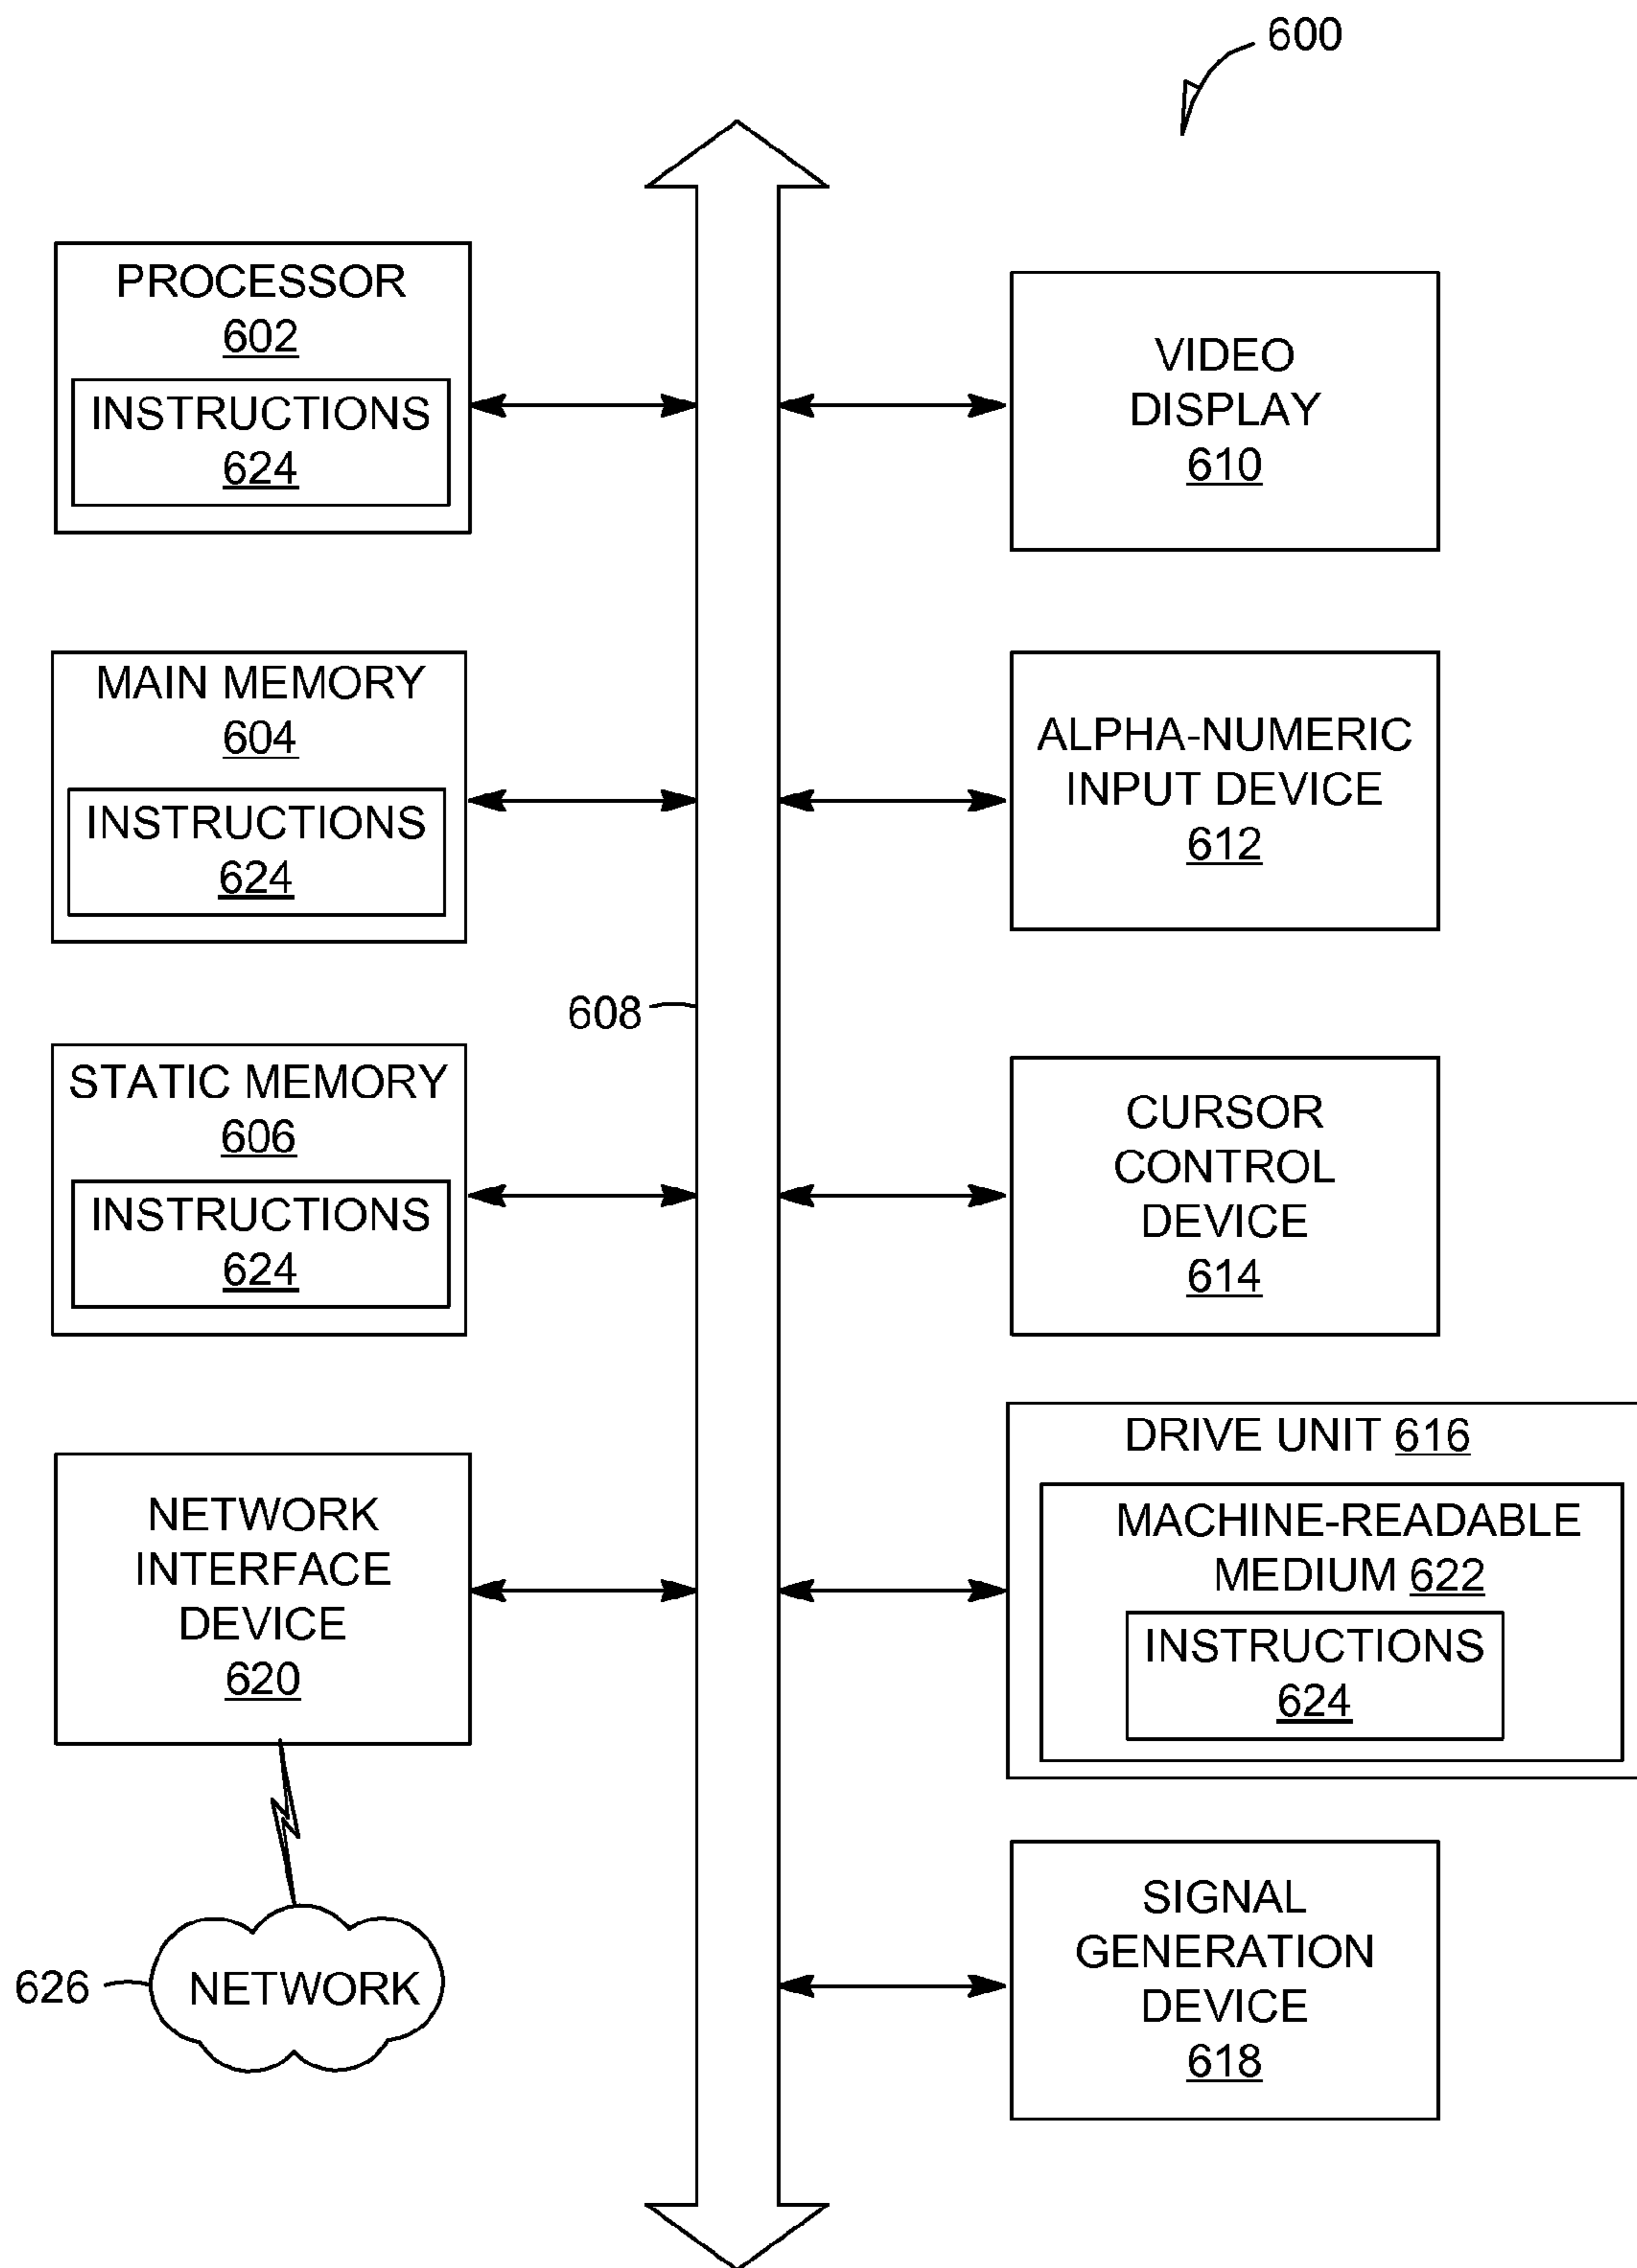 600
PROCESSOR
602
INSTRUCTIONS
624
VIDEO
DISPLAY
610
MAIN MEMORY
604
INSTRUCTIONS
624
ALPHA-NUMERIC
INPUT DEVICE
612
608
STATIC MEMORY
606
INSTRUCTIONS
624
CURSOR
CONTROL
DEVICE
614
NETWORK
INTERFACE
DEVICE
620
DRIVE UNIT 616
MACHINE-READABLE
MEDIUM 622
INSTRUCTIONS
624
626
NETWORK
SIGNAL
GENERATION
DEVICE
618